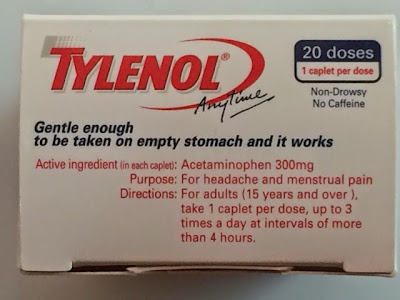 TYLENOL®
Anytime
20 doses
1 caplet per dose
Non-Drowsy
No Caffeine
Gentle enough
to be taken on empty stomach and it works
Active ingredient (in each caplet): Acetaminophen 300mg
Purpose: For headache and menstrual pain
Directions: For adults (15 years and over ),
take 1 caplet per dose, up to 3
times a day at intervals of more
than 4 hours.